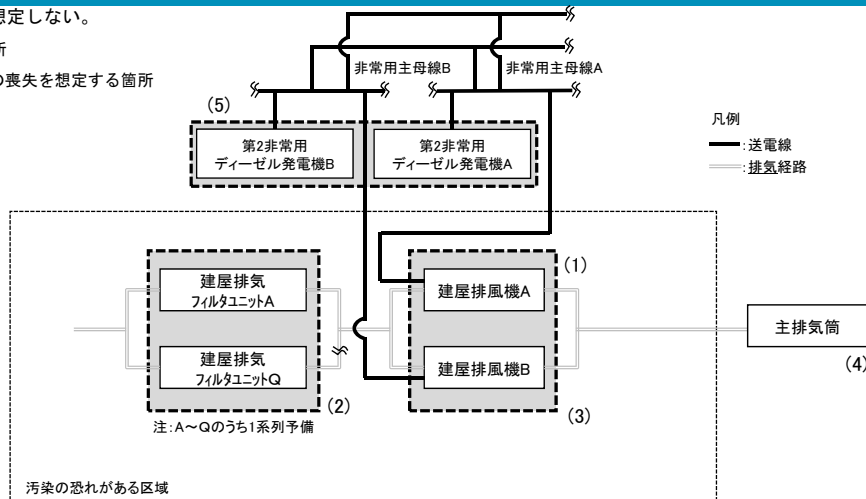 想定しない。
所
の喪失を想定する箇所
非常用主母線B
非常用主母線A
(5)
第2非常用
ディーゼル発電機B
第2非常用
ディーゼル発電機A
凡例
:送電線
:排気経路
(1)
建屋排気
フィルタユニットA
建屋排風機A
主排気筒
(4)
建屋排気
フィルタユニットQ
建屋排風機B
(2)
(3)
注:A~Qのうち1系列予備
汚染の恐れがある区域